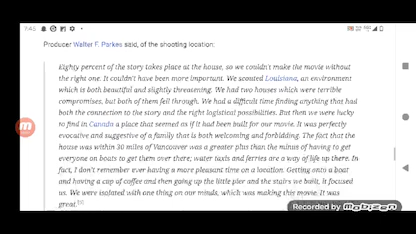 7:45
Producer Walter F. Parkes said, of the shooting location:
Eighty percent of the story takes place at the house, so we couldn't make the movie without
the right one. It couldn't have been more important. We scouted Louisiana, an environment
which is both beautiful and slightly threatening. We had two houses which were terrible
compromises, but both of them fell through. We had a difficult time finding anything that had
both the connection to the story and the right logistical possibilities. But then we were lucky
to find in Canada a place that seemed as if it had been built for our movie. It was perfectly
evocative and suggestive of a family that is both welcoming and forbidding. The fact that the
house was within 30 miles of Vancouver was a greater plus than the minus of having to get
everyone on boats to get them over there; water taxis and ferries are a way of life up there. In
fact, I don't remember ever having a more pleasant time on a location. Getting onto a boat
and having a cup of coffee and then going up the little pier and the stairs we built, it focused
us. We were isolated with one thing on our minds, which was making this movie. It was
great.
Recorded by mobizen